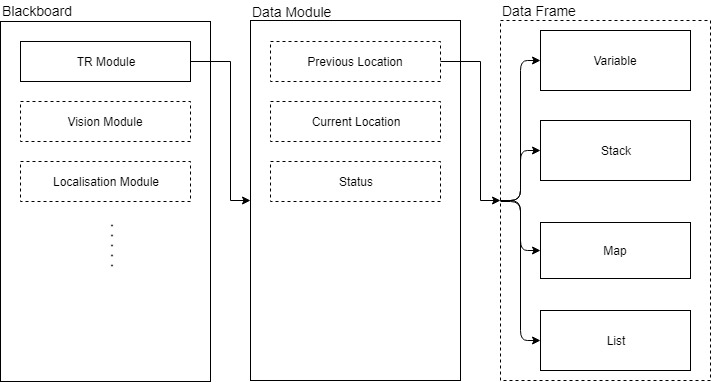 Blackboard
TR Module
Vision Module
Localisation Module
Data Module
Previous Location
Current Location
Status
Data Frame
Variable
Stack
Map
List